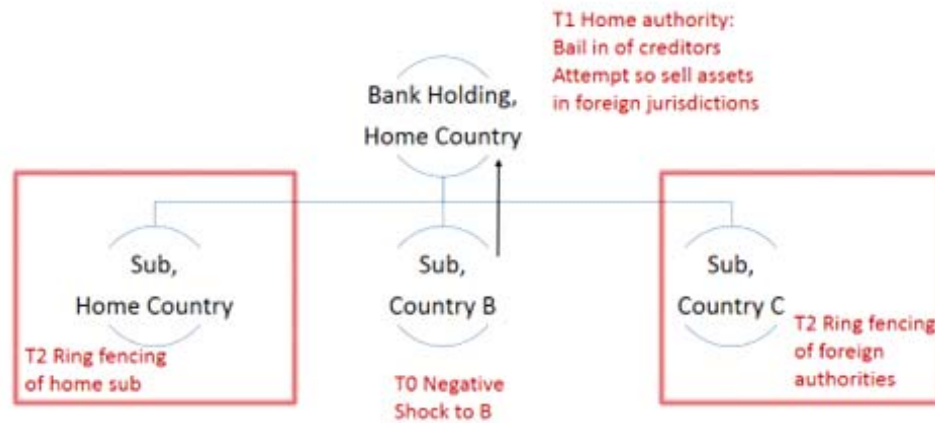 T1 Home authority:
Bail in of creditors
Attempt so sell assets
in foreign jurisdictions
Bank Holding,
Home Country
Sub,
Home Country
T2 Ring fencing
of home sub
Sub,
Country B
T0 Negative
Shock to B
Sub,
Country C
T2 Ring fencing
of foreign
authorities